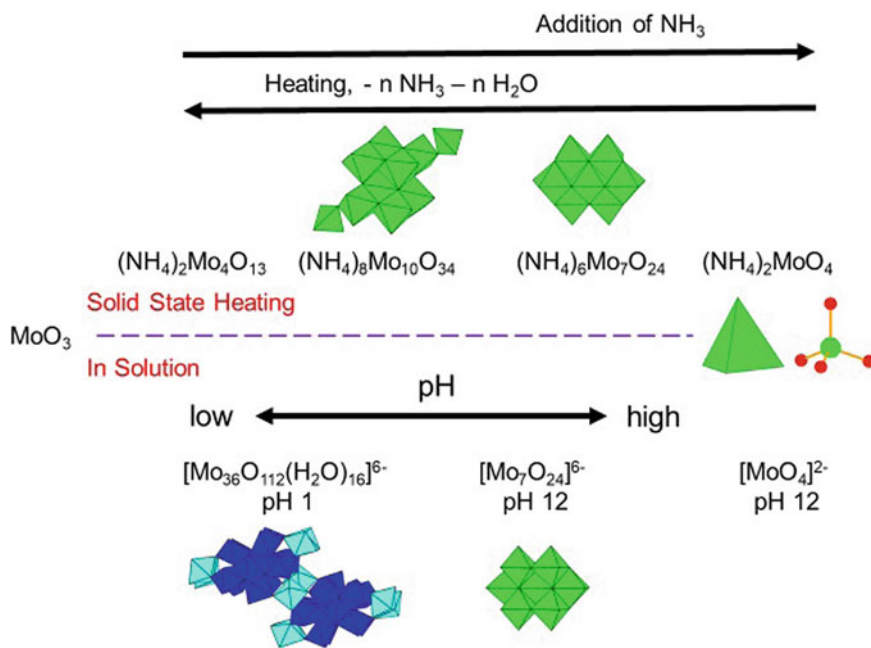 Addition of NH₃
Heating, - n NH₃ – n H₂O
(NH₄)₂Mo₄O₁₃ (NH₄)₈Mo₁₀O₃₄ (NH₄)₆Mo₇O₂₄ (NH₄)₂MoO₄
Solid State Heating
MoO₃
In Solution
pH
low high
[Mo₃₆O₁₁₂(H₂O)₁₆]⁶⁻ [Mo₇O₂₄]⁶⁻ [MoO₄]²⁻
pH 1 pH 12 pH 12